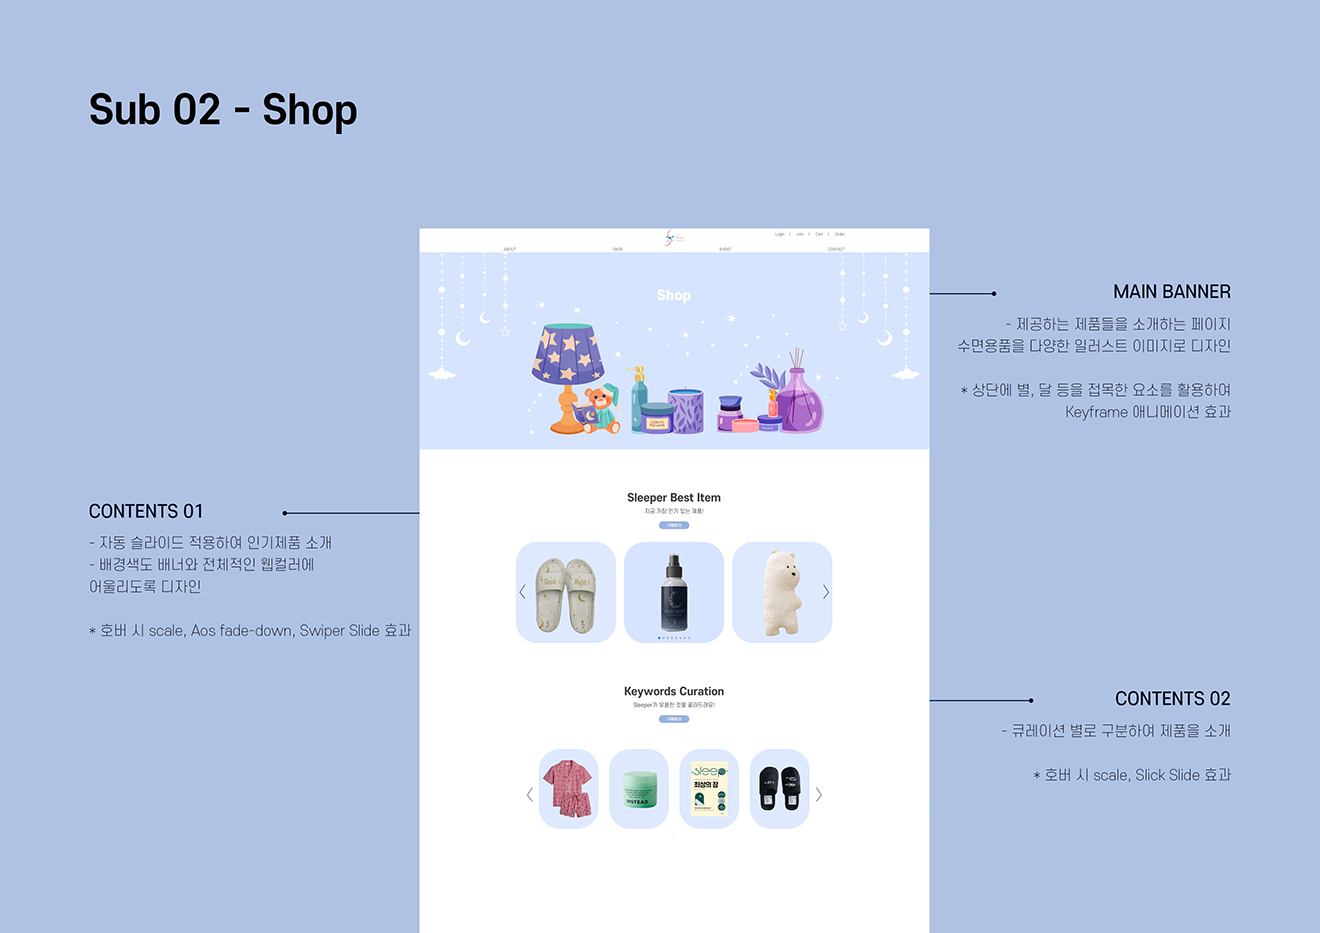 Sub 02 - Shop
Login | Join | Cart | Order
ABOUT SHOP EVENT CONTACT
Shop
MAIN BANNER
- 제공하는 제품들을 소개하는 페이지
수면용품을 다양한 일러스트 이미지로 디자인
* 상단에 별, 달 등을 접목한 요소를 활용하여
Keyframe 애니메이션 효과
CONTENTS 01
- 자동 슬라이드 적용하여 인기제품 소개
- 배경색도 배너와 전체적인 웹컬러에
어울리도록 디자인
* 호버 시 scale, Aos fade-down, Swiper Slide 효과
Sleeper Best Item
지금 가장 인기 있는 제품!
Good Night
Keywords Curation
Sleeper가 유용한 것을 골라드려요!
INSTEAD
sleep
최상의 잠
CONTENTS 02
- 큐레이션 별로 구분하여 제품을 소개
* 호버 시 scale, Slick Slide 효과